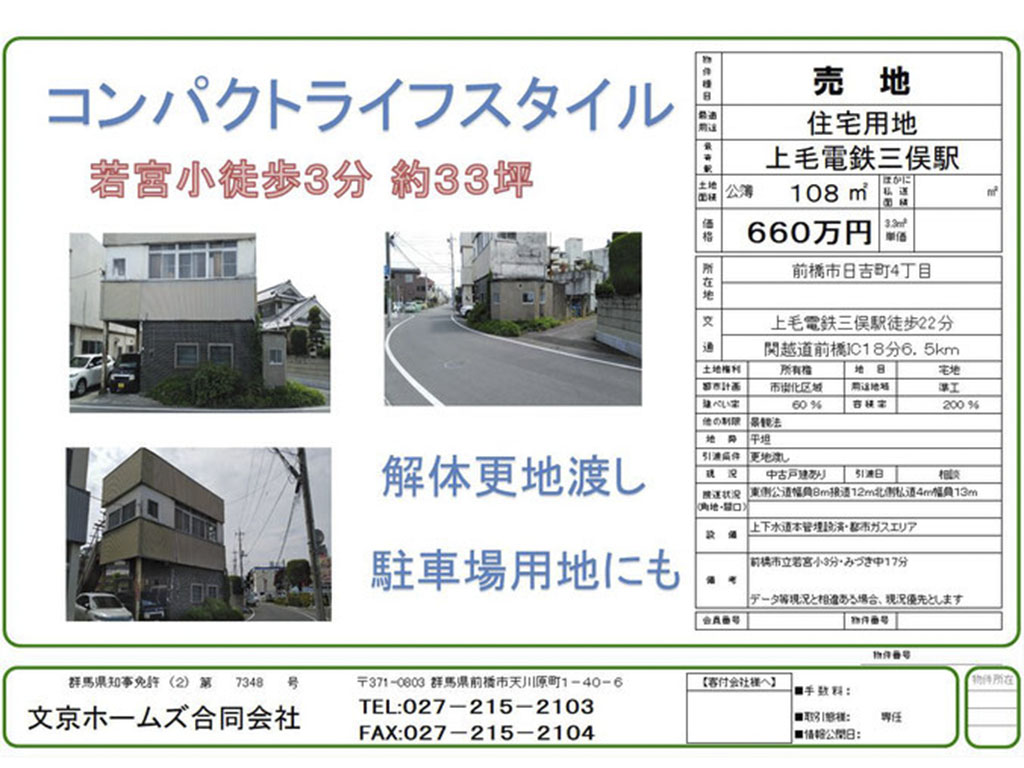 コンパクトライフスタイル
若宮小徒歩3分 約33坪
解体更地渡し
駐車場用地にも
物件種目 売 地
最適用途 住宅用地
最寄駅 上毛電鉄三俣駅
土地面積 公簿 108 ㎡ ほかに私道面積 ㎡
価格 660万円 3.3㎡単価
所在地 前橋市日吉町4丁目
交通 上毛電鉄三俣駅徒歩22分
関越道前橋IC18分6.5km
土地権利 所有権 地目 宅地
都市計画 市街化区域 用途地域 準工
建ぺい率 60 % 容積率 200 %
他の制限 景観法
地勢 平坦
引渡条件 更地渡し
現況 中古戸建あり 引渡日 相談
接道状況(角地・間口) 東側公道幅員8m接道12m北側私道4m幅員13m
設備 上下水道本管埋設済・都市ガスエリア
備考 前橋市立若宮小3分・みづき中17分
データ等現況と相違ある場合、現況優先とします
会員番号 物件番号
物件番号
群馬県知事免許(2)第 7348 号
文京ホームズ合同会社
〒371-0803 群馬県前橋市天川原町1-40-6
TEL:027-215-2103
FAX:027-215-2104
【客付会社様へ】
■手数料:
■取引態様: 専任
■情報公開日:
物件所在